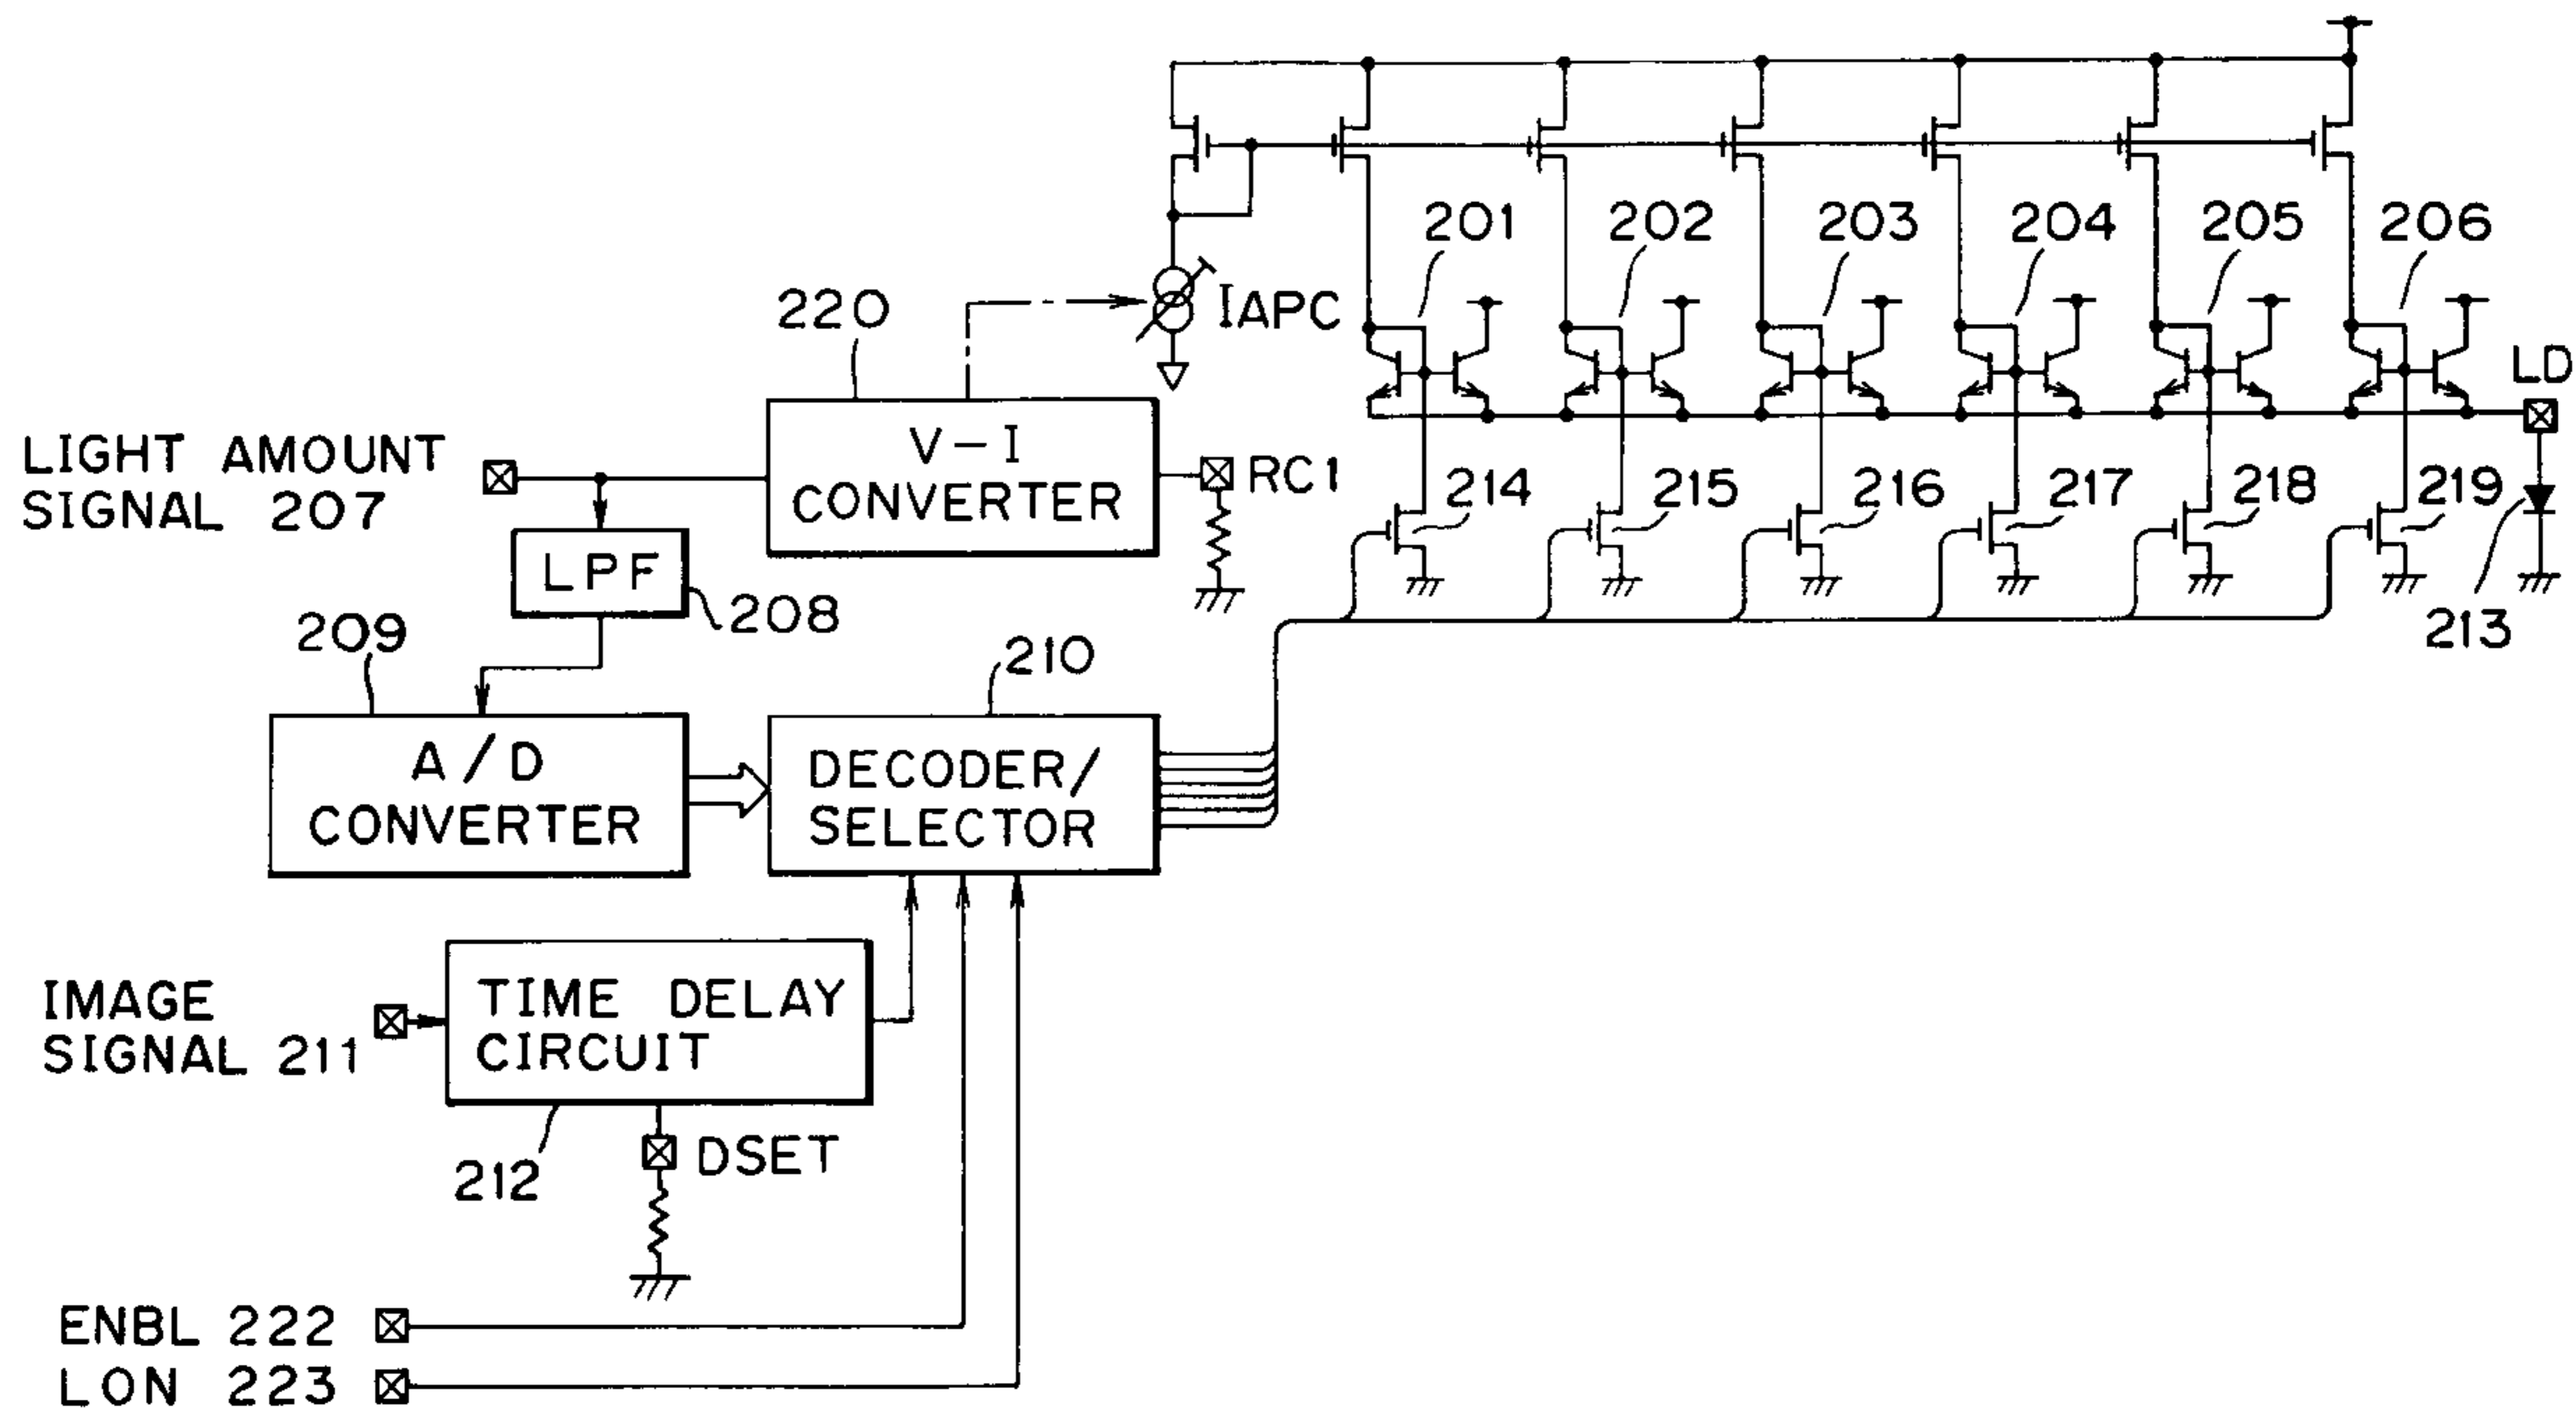 201
202
203
204
205
206
220
IAPC
LD
LIGHT AMOUNT
SIGNAL 207
V-I
CONVERTER
RC1
214
215
216
217
218
219
LPF
208
213
209
210
A/D
CONVERTER
DECODER/
SELECTOR
IMAGE
SIGNAL 211
TIME DELAY
CIRCUIT
212
DSET
ENBL 222
LON 223